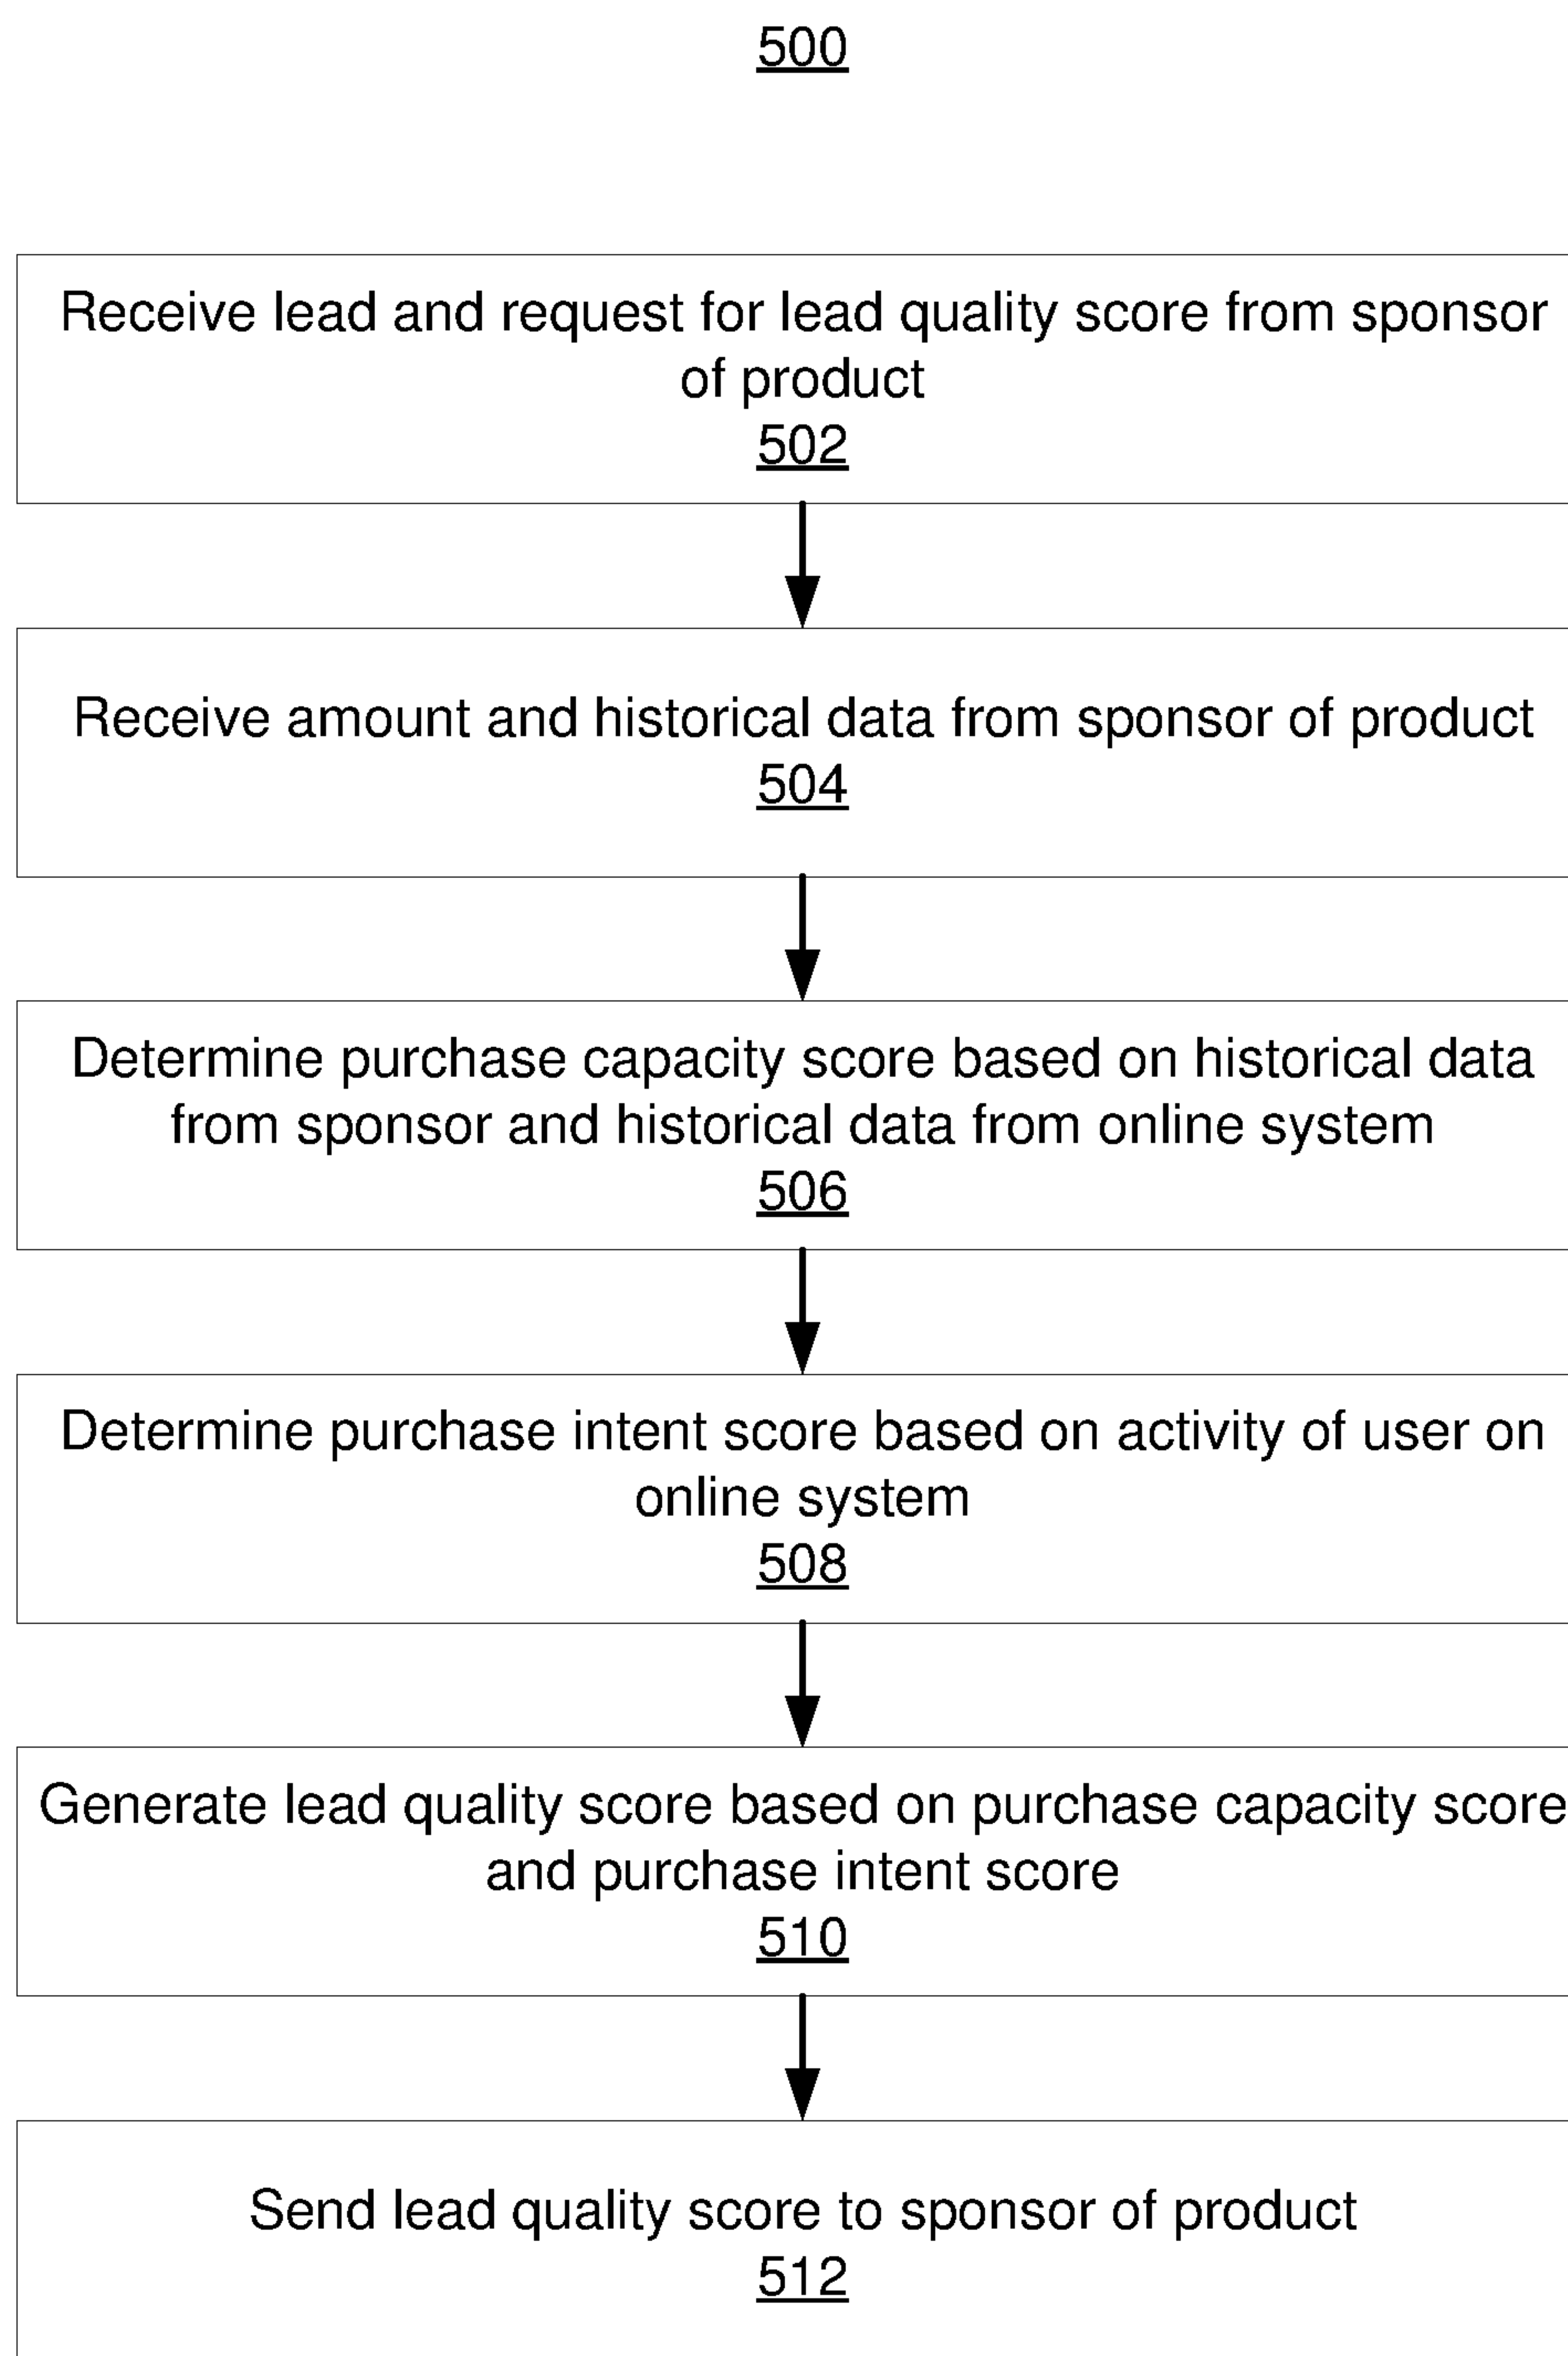 500
Receive lead and request for lead quality score from sponsor
of product
502
Receive amount and historical data from sponsor of product
504
Determine purchase capacity score based on historical data
from sponsor and historical data from online system
506
Determine purchase intent score based on activity of user on
online system
508
Generate lead quality score based on purchase capacity score
and purchase intent score
510
Send lead quality score to sponsor of product
512